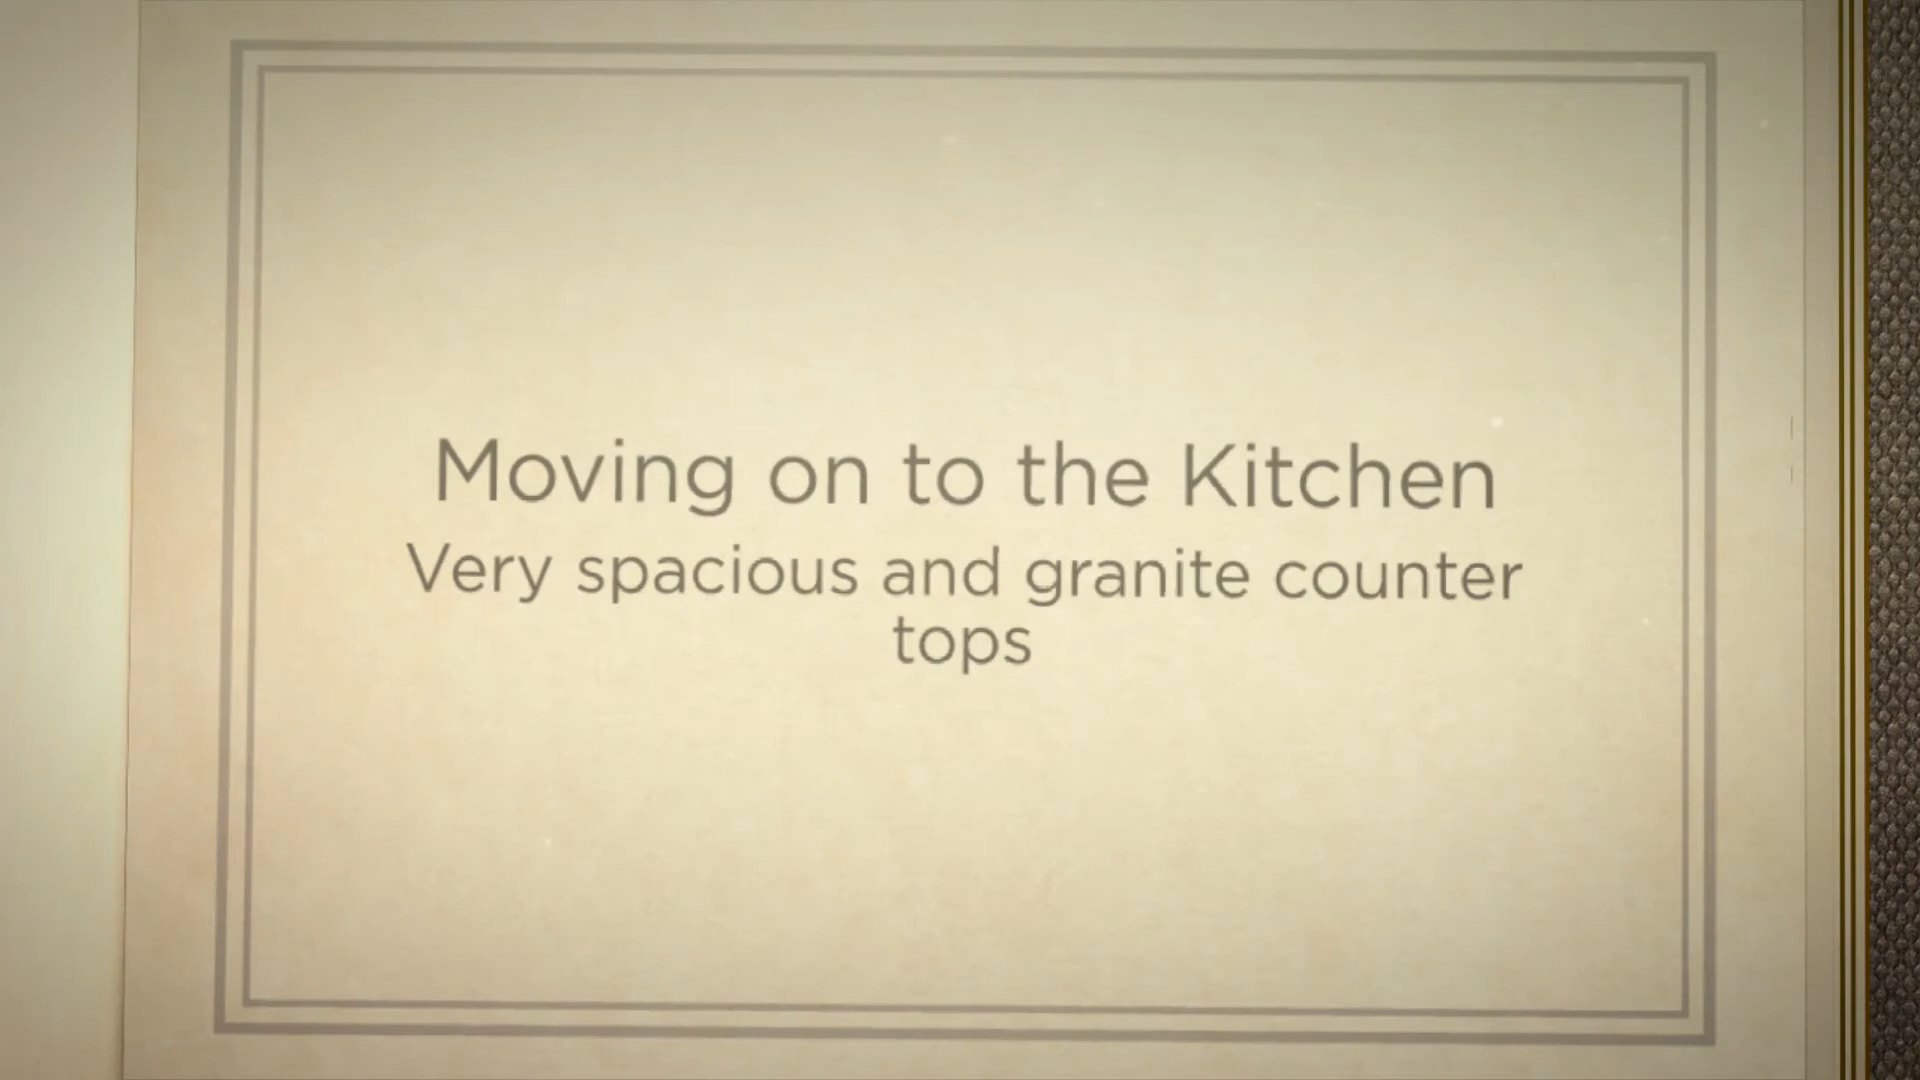 Moving on to the Kitchen
Very spacious and granite counter
tops